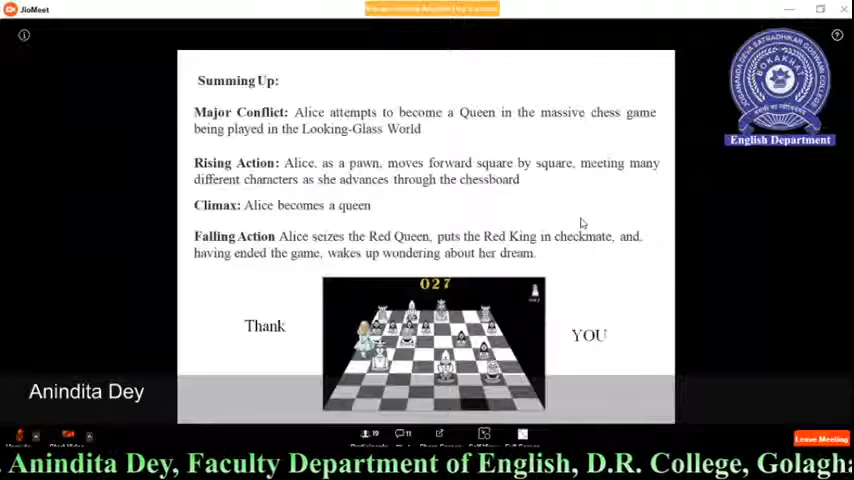 JioMeet
Summing Up:
Major Conflict: Alice attempts to become a Queen in the massive chess game
being played in the Looking-Glass World
Rising Action: Alice, as a pawn, moves forward square by square, meeting many
different characters as she advances through the chessboard
Climax: Alice becomes a queen
Falling Action Alice seizes the Red Queen, puts the Red King in checkmate, and,
having ended the game, wakes up wondering about her dream.
027
Thank
YOU
BOKAKHAT
English Department
Anindita Dey
19
11
Leave Meeting
. Anindita Dey, Faculty Department of English, D.R. College, Golagha